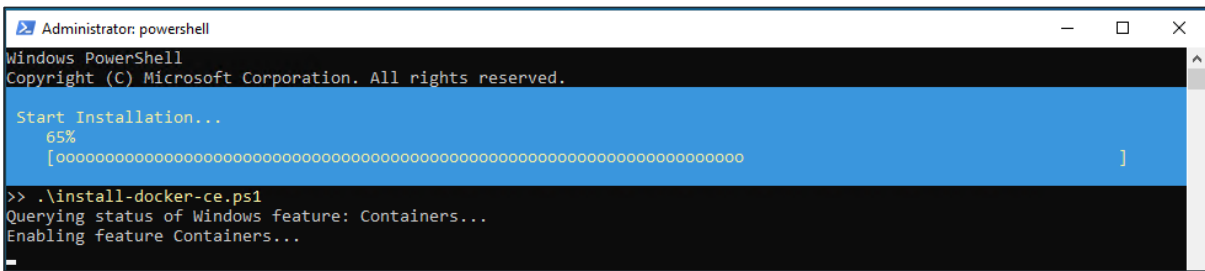 Administrator: powershell
Windows PowerShell
Copyright (C) Microsoft Corporation. All rights reserved.
Start Installation...
65%
[oooooooooooooooooooooooooooooooooooooooooooooooooooooooooooooooooooooo ]
>> .\install-docker-ce.ps1
Querying status of Windows feature: Containers...
Enabling feature Containers...